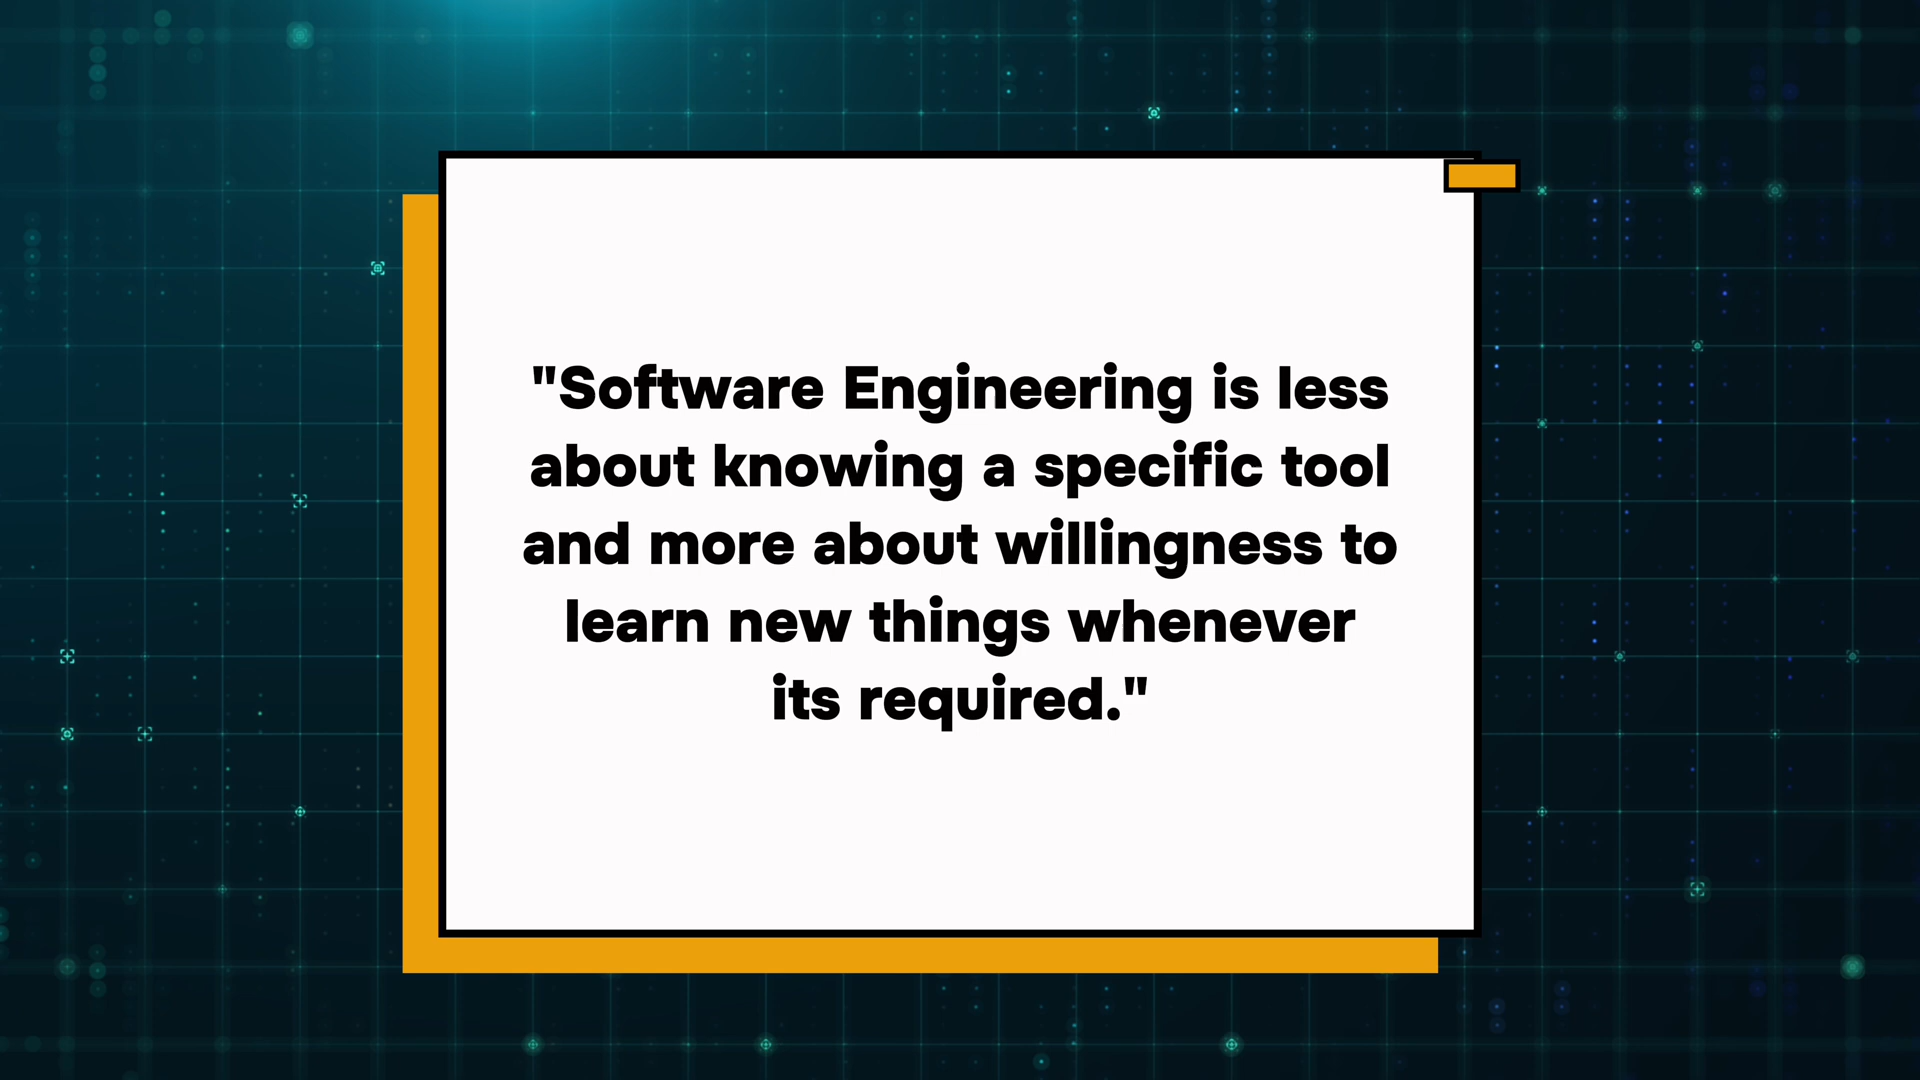 "Software Engineering is less
about knowing a specific tool
and more about willingness to
learn new things whenever
its required."